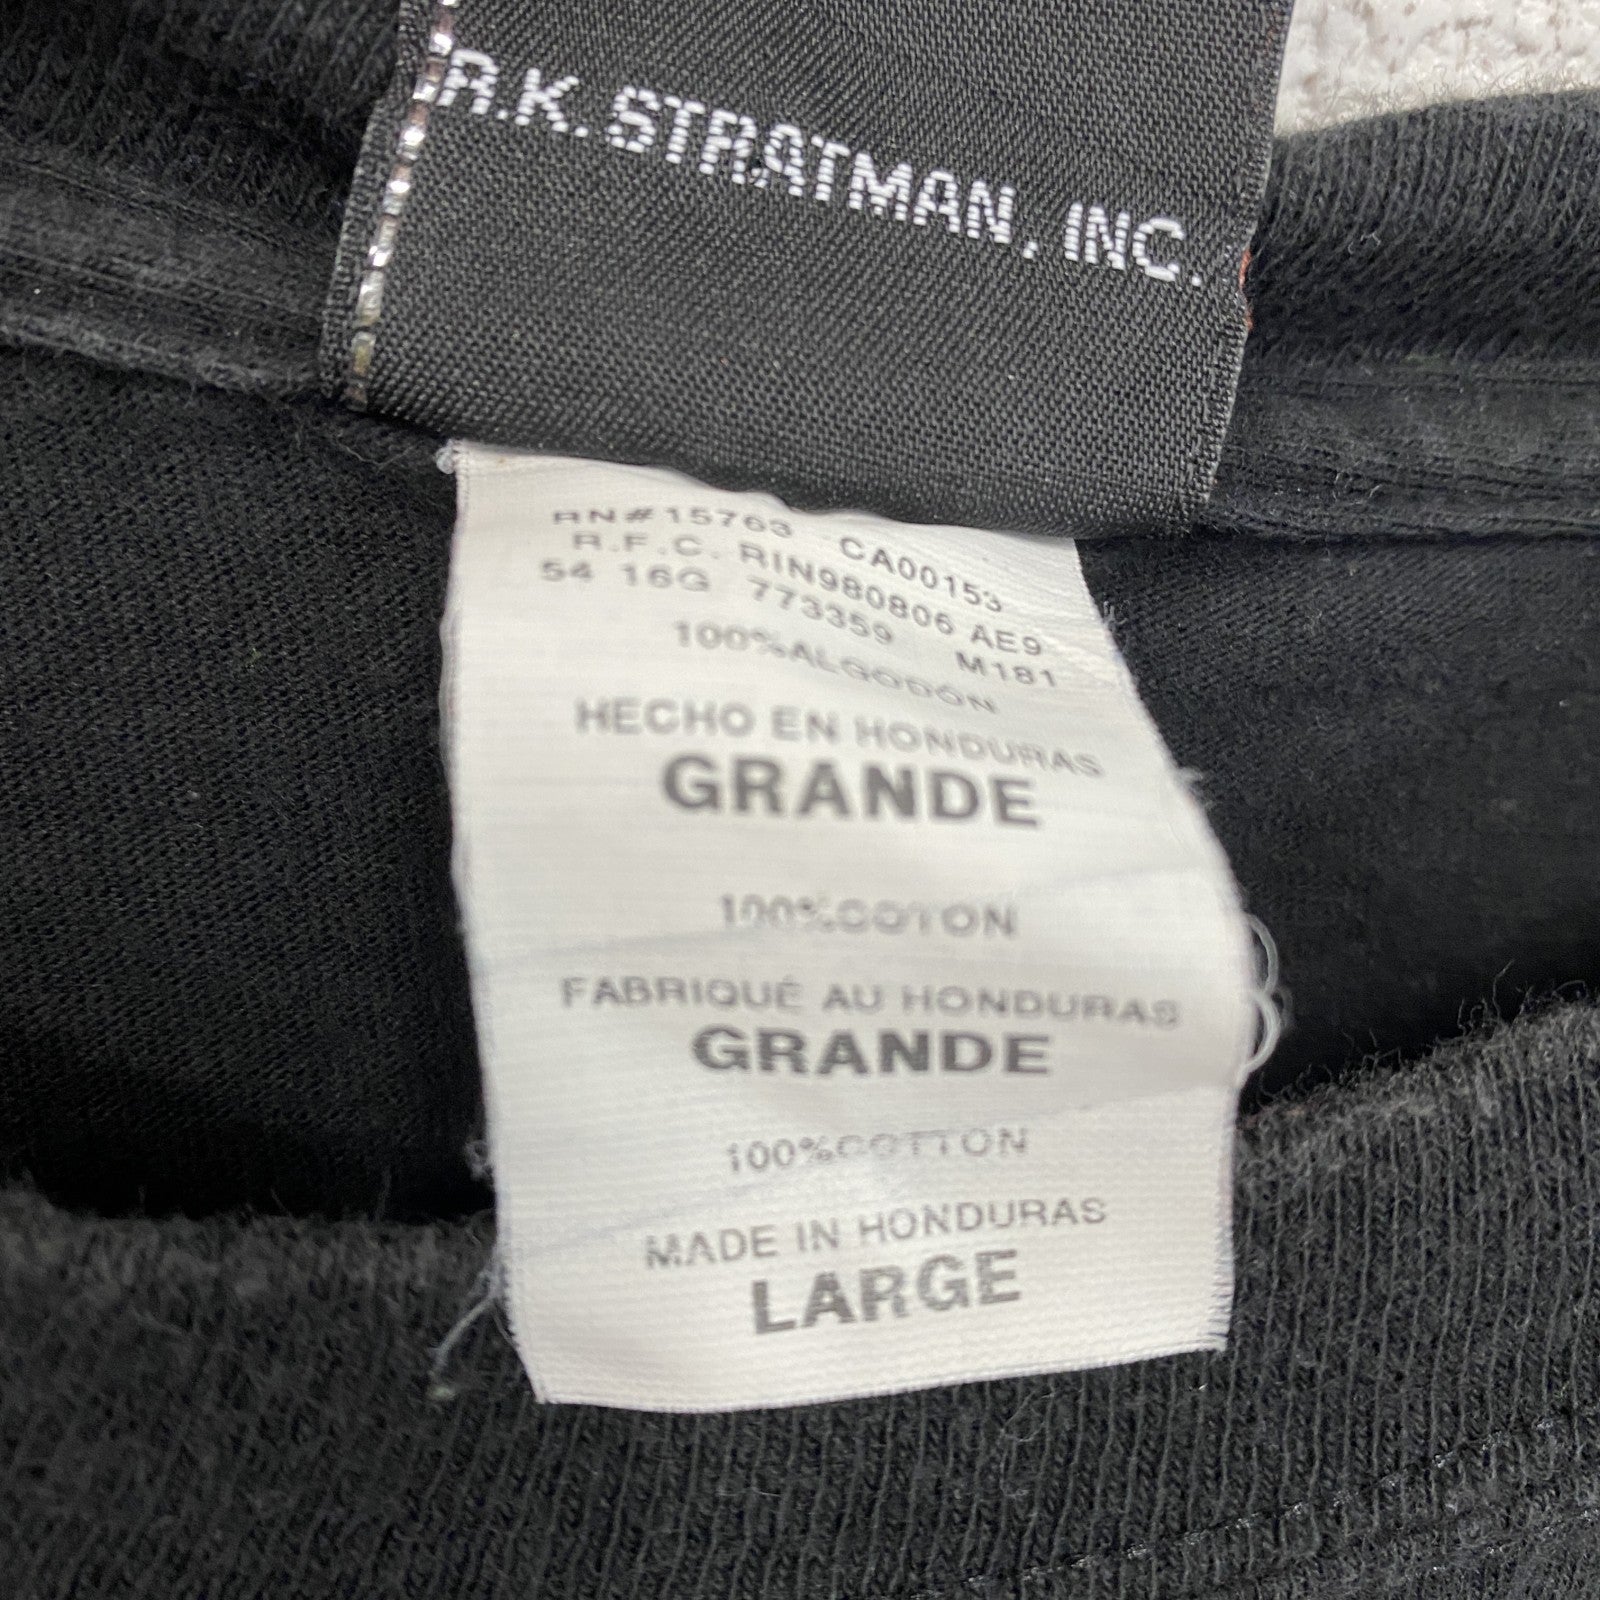 R.K. STRATMAN, INC.
RN#15763 CA00153
R.F.C. RIN980806 AE9
54 16G 773359 M181
100%ALGODÓN
HECHO EN HONDURAS
GRANDE
100%COTON
FABRIQUÉ AU HONDURAS
GRANDE
100%COTTON
MADE IN HONDURAS
LARGE